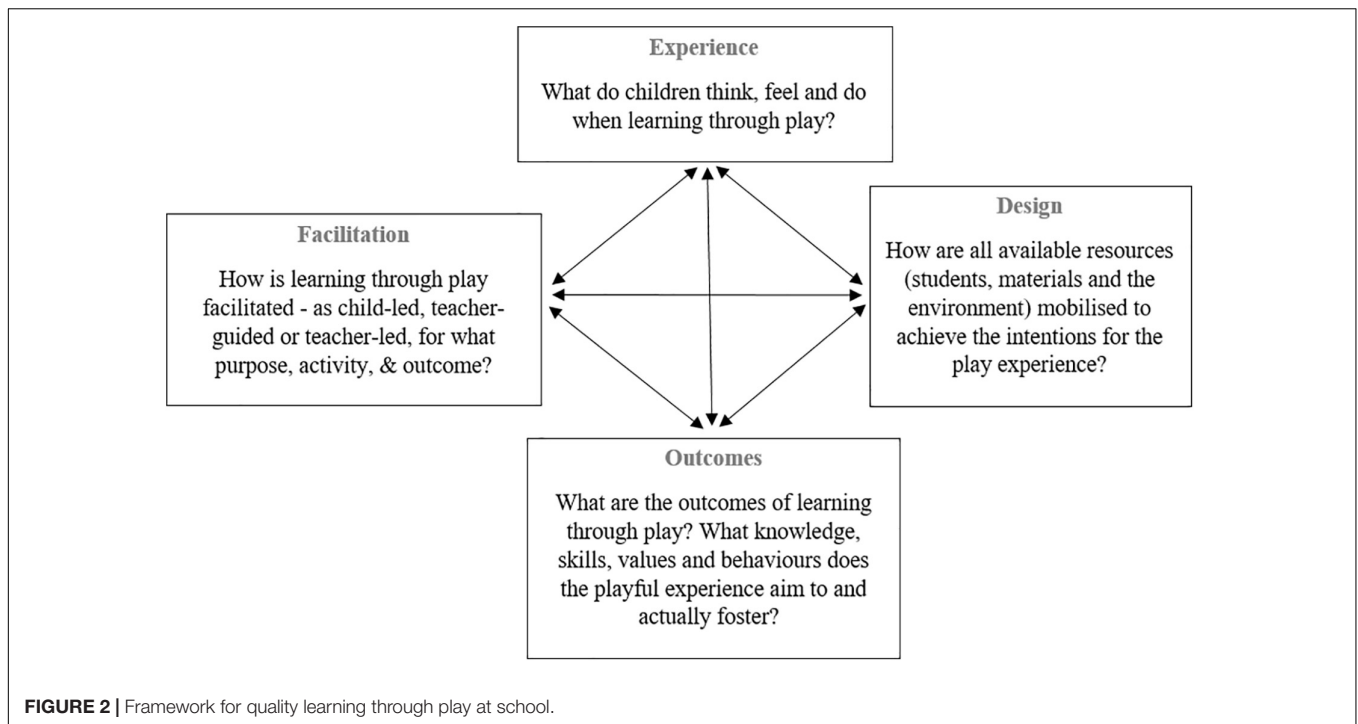 Experience
What do children think, feel and do
when learning through play?
Facilitation
How is learning through play
facilitated - as child-led, teacher-
guided or teacher-led, for what
purpose, activity, & outcome?
Design
How are all available resources
(students, materials and the
environment) mobilised to
achieve the intentions for the
play experience?
Outcomes
What are the outcomes of learning
through play? What knowledge,
skills, values and behaviours does
the playful experience aim to and
actually foster?
FIGURE 2 | Framework for quality learning through play at school.